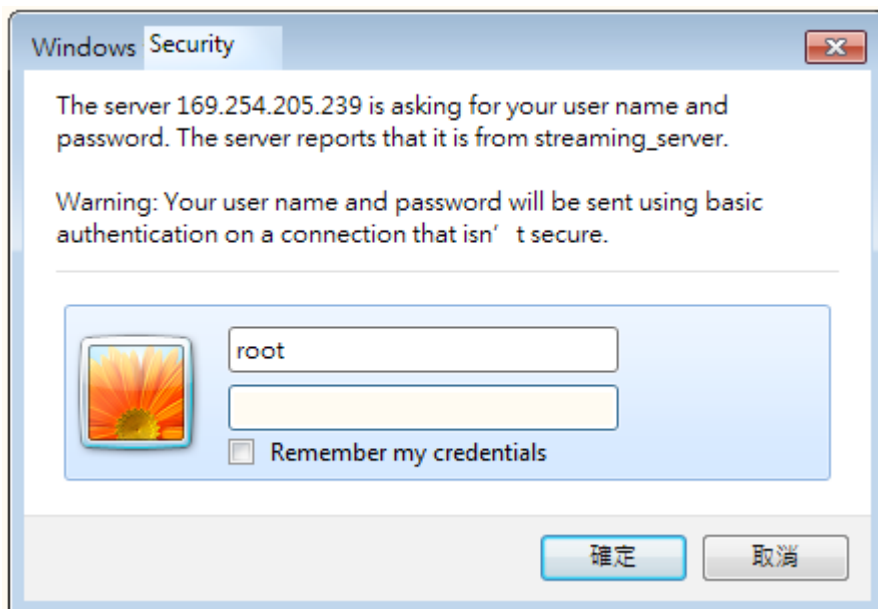 Windows Security
The server 169.254.205.239 is asking for your user name and
password. The server reports that it is from streaming_server.
Warning: Your user name and password will be sent using basic
authentication on a connection that isn’ t secure.
root
Remember my credentials
確定
取消